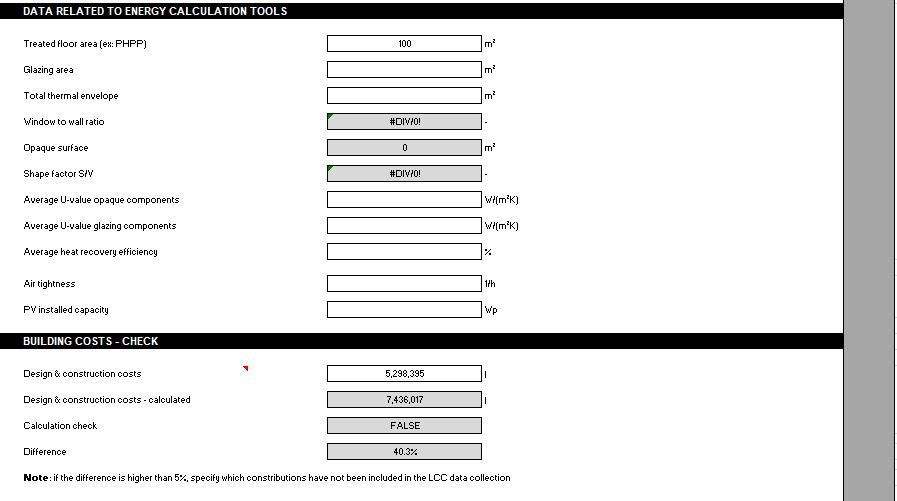 DATA RELATED TO ENERGY CALCULATION TOOLS
Treated floor area (ex: PHPP) 100 m²
Glazing area m²
Total thermal envelope m²
Window to wall ratio #DIV/0! -
Opaque surface 0 m²
Shape factor S/V #DIV/0! -
Average U-value opaque components W/(m²K)
Average U-value glazing components W/(m²K)
Average heat recovery efficiency %
Air tightness 1/h
PV installed capacity Wp
BUILDING COSTS - CHECK
Design & construction costs 5,298,395 |
Design & construction costs - calculated 7,436,017 |
Calculation check FALSE
Difference 40.3%
Note: if the difference is higher than 5%, specify which constributions have not been included in the LCC data collection